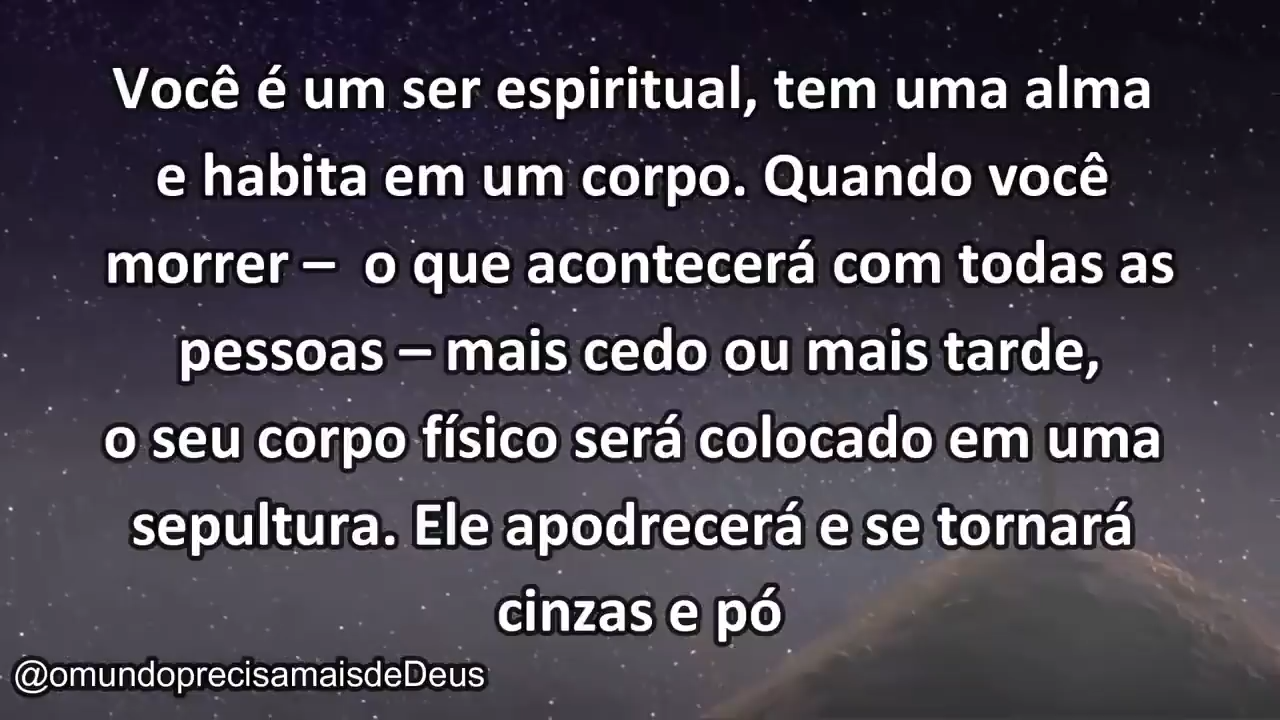 Você é um ser espiritual, tem uma alma
e habita em um corpo. Quando você
morrer – o que acontecerá com todas as
pessoas – mais cedo ou mais tarde,
o seu corpo físico será colocado em uma
sepultura. Ele apodrecerá e se tornará
cinzas e pó
@omundoprecisamaisdeDeus